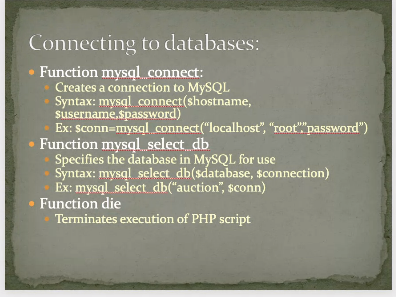 Connecting to databases:
Function mysql_connect:
Creates a connection to MySQL
Syntax: mysql_connect($hostname,
$username,$password)
Ex: $conn=mysql_connect(“localhost”, “root”,”password”)
Function mysql_select_db
Specifies the database in MySQL for use
Syntax: mysql_select_db($database, $connection)
Ex: mysql_select_db(“auction”, $conn)
Function die
Terminates execution of PHP script